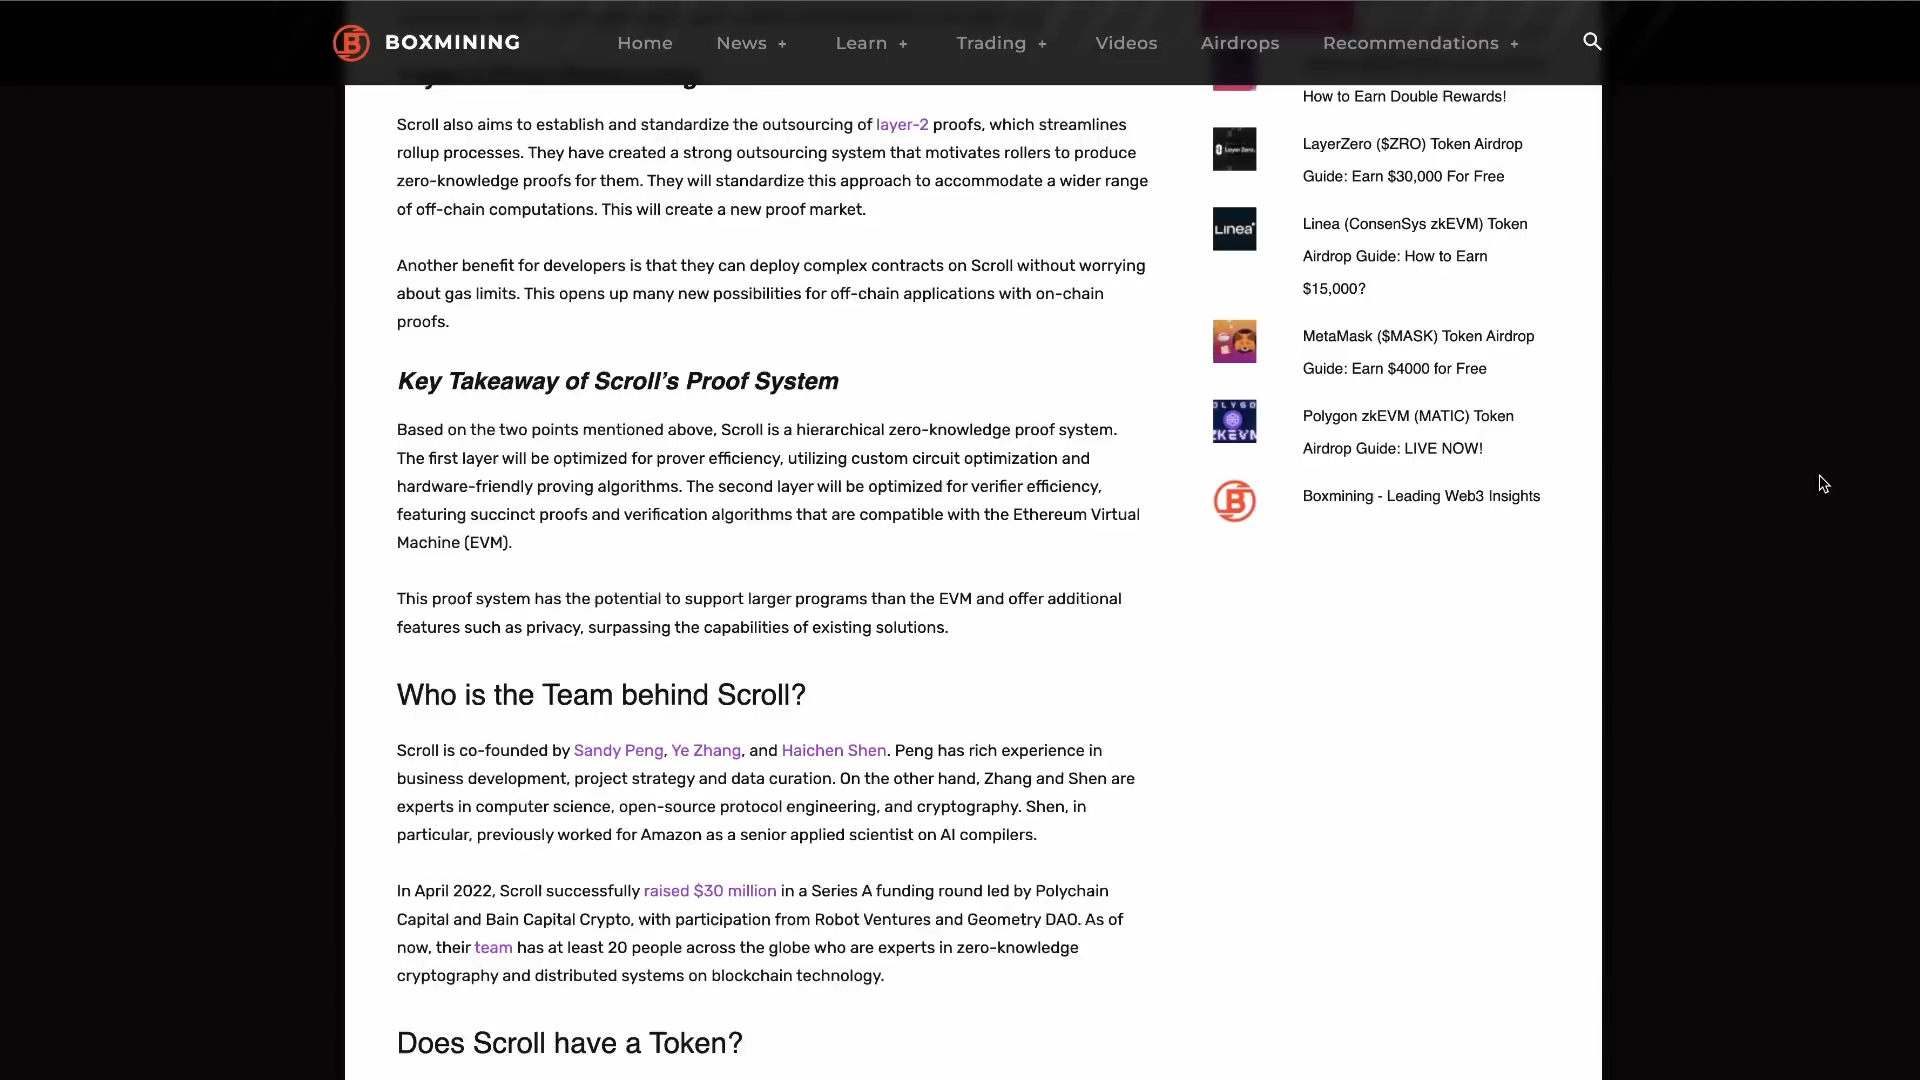 BOXMINING
Home
News +
Learn +
Trading +
Videos
Airdrops
Recommendations +
Scroll also aims to establish and standardize the outsourcing of layer-2 proofs, which streamlines
rollup processes. They have created a strong outsourcing system that motivates rollers to produce
zero-knowledge proofs for them. They will standardize this approach to accommodate a wider range
of off-chain computations. This will create a new proof market.
Another benefit for developers is that they can deploy complex contracts on Scroll without worrying
about gas limits. This opens up many new possibilities for off-chain applications with on-chain
proofs.
Key Takeaway of Scroll’s Proof System
Based on the two points mentioned above, Scroll is a hierarchical zero-knowledge proof system.
The first layer will be optimized for prover efficiency, utilizing custom circuit optimization and
hardware-friendly proving algorithms. The second layer will be optimized for verifier efficiency,
featuring succinct proofs and verification algorithms that are compatible with the Ethereum Virtual
Machine (EVM).
This proof system has the potential to support larger programs than the EVM and offer additional
features such as privacy, surpassing the capabilities of existing solutions.
Who is the Team behind Scroll?
Scroll is co-founded by Sandy Peng, Ye Zhang, and Haichen Shen. Peng has rich experience in
business development, project strategy and data curation. On the other hand, Zhang and Shen are
experts in computer science, open-source protocol engineering, and cryptography. Shen, in
particular, previously worked for Amazon as a senior applied scientist on AI compilers.
In April 2022, Scroll successfully raised $30 million in a Series A funding round led by Polychain
Capital and Bain Capital Crypto, with participation from Robot Ventures and Geometry DAO. As of
now, their team has at least 20 people across the globe who are experts in zero-knowledge
cryptography and distributed systems on blockchain technology.
Does Scroll have a Token?
How to Earn Double Rewards!
Layer Zero.
LayerZero ($ZRO) Token Airdrop
Guide: Earn $30,000 For Free
Linea
Linea (ConsenSys zkEVM) Token
Airdrop Guide: How to Earn
$15,000?
MetaMask ($MASK) Token Airdrop
Guide: Earn $4000 for Free
Polygon zkEVM (MATIC) Token
Airdrop Guide: LIVE NOW!
Boxmining - Leading Web3 Insights